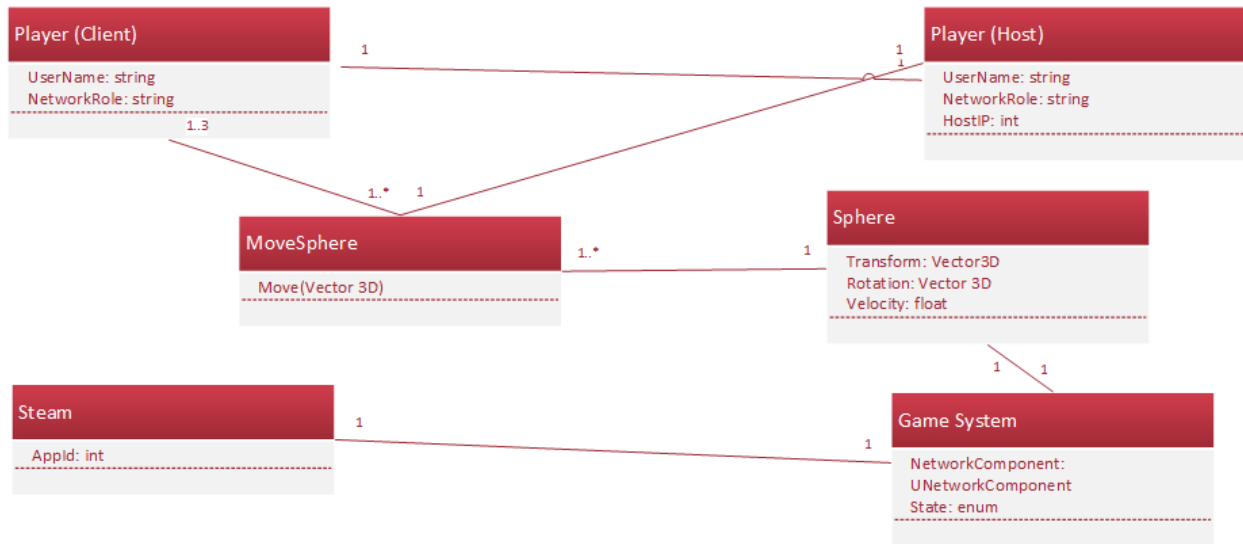 Player (Client)
UserName: string
NetworkRole: string
1..3
1
1
1
Player (Host)
UserName: string
NetworkRole: string
HostIP: int
1..*
1
MoveSphere
Move(Vector 3D)
1..*
1
Sphere
Transform: Vector3D
Rotation: Vector 3D
Velocity: float
1
1
Steam
AppId: int
1
1
Game System
NetworkComponent:
UNetworkComponent
State: enum